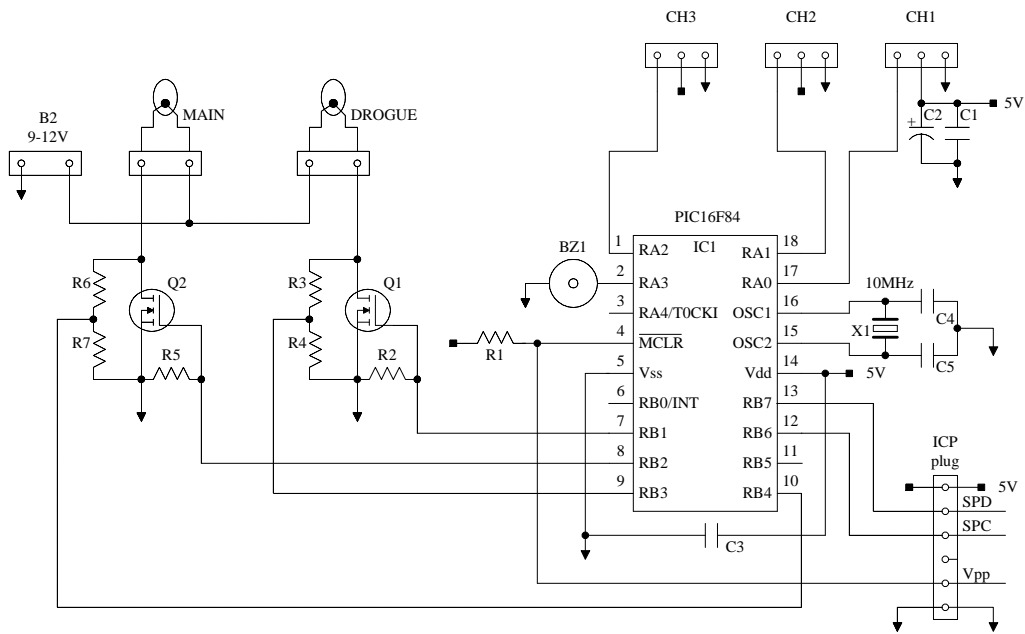 CH3
CH2
CH1
5V
C2
C1
+
MAIN
DROGUE
B2
9-12V
PIC16F84
IC1
1
RA2
RA1
18
BZ1
2
RA3
RA0
17
R6
Q2
R3
Q1
3
RA4/T0CKI
OSC1
16
10MHz
C4
R7
R5
R4
R2
R1
4
MCLR
OSC2
15
X1
C5
5
Vss
Vdd
14
5V
6
RB0/INT
RB7
13
7
RB1
RB6
12
8
RB2
RB5
11
9
RB3
RB4
10
ICP
plug
5V
SPD
SPC
C3
Vpp